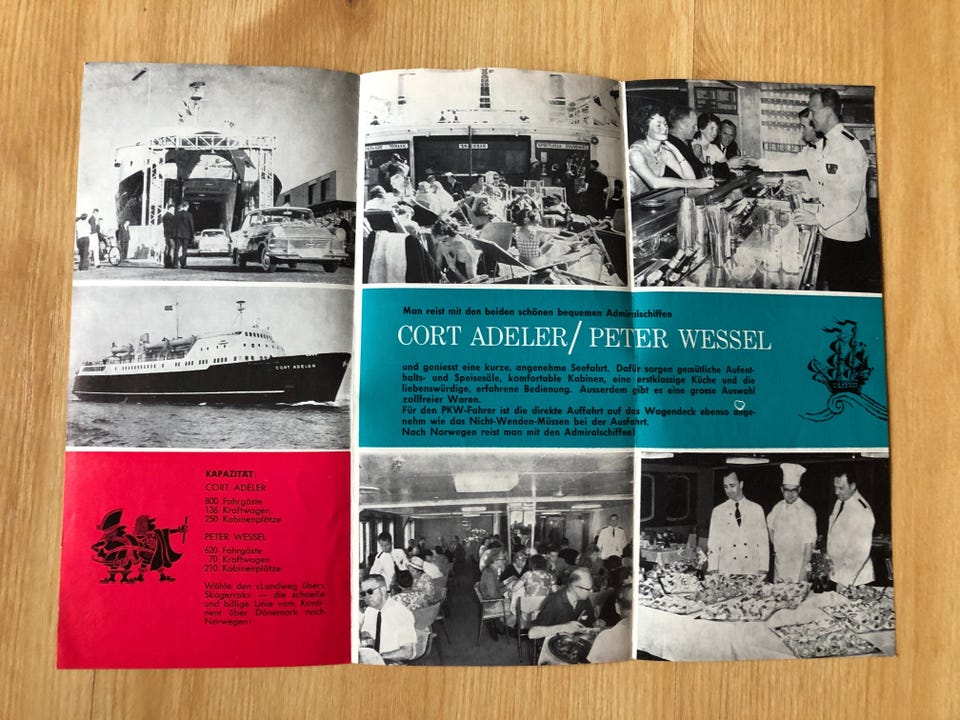 TOBAK
BAR
CORT ADELER
Man reist mit den beiden schönen bequemen Admiralschiffen
CORT ADELER/PETER WESSEL
und geniesst eine kurze, angenehme Seefahrt. Dafür sorgen gemütliche Aufent-
halts- und Speisesäle, komfortable Kabinen, eine erstklassige Küche und die
liebenswürdige, erfahrene Bedienung. Ausserdem gibt es eine grosse Auswahl
zollfreier Waren.
Für den PKW-Fahrer ist die direkte Auffahrt auf das Wagendeck ebenso ange-
nehm wie das Nicht-Wenden-Müssen bei der Ausfahrt.
Nach Norwegen reist man mit den Admiralschiffen!
KAPAZITÄT:
CORT ADELER
800 Fahrgäste
136 Kraftwagen
250 Kabinenplätze
PETER WESSEL
620 Fahrgäste
70 Kraftwagen
210 Kabinenplätze
Wähle den «Landweg übers
Skagerrak» — die schnelle
und billige Linie vom Konti-
nent über Dänemark nach
Norwegen!